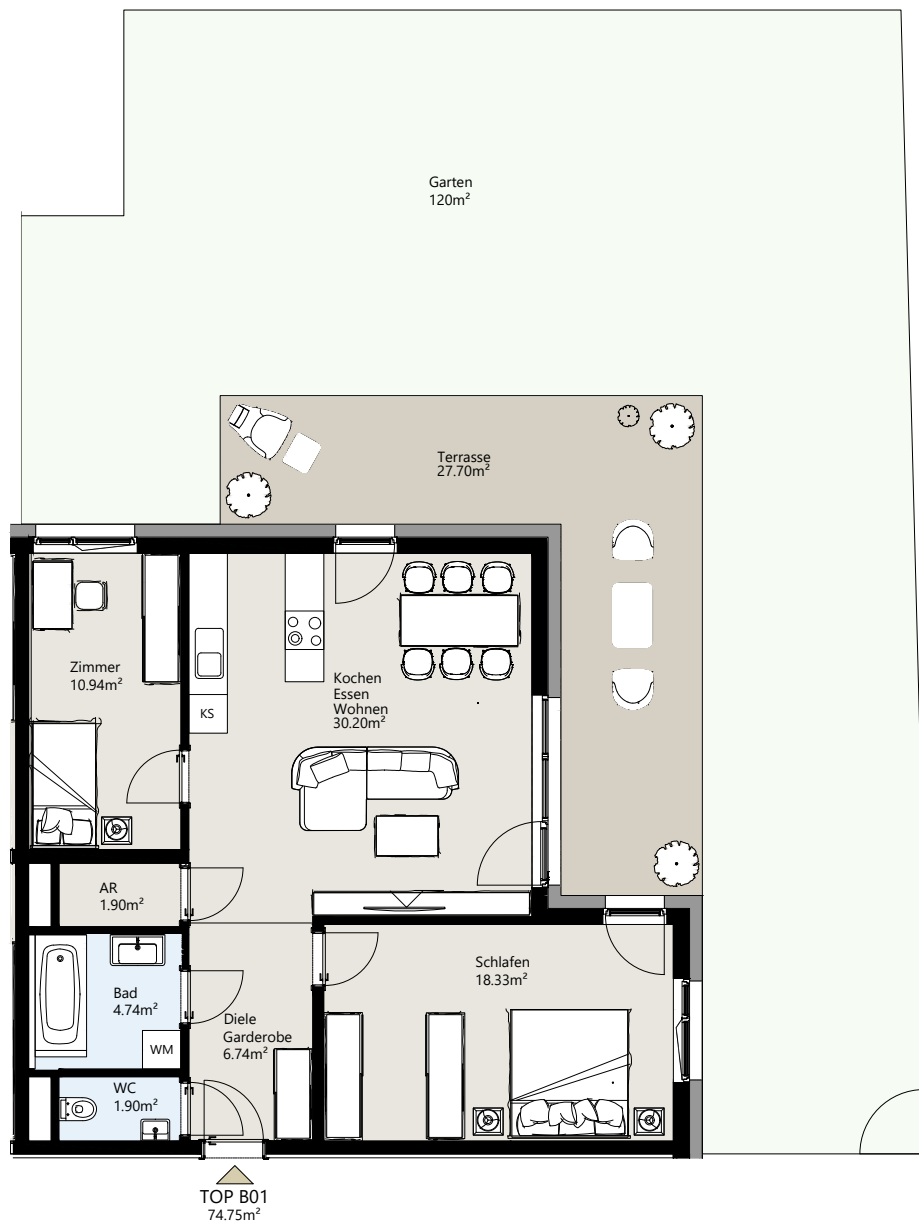 Garten
120m²
Terrasse
27.70m²
Zimmer
10.94m²
Kochen
Essen
Wohnen
30.20m²
KS
AR
1.90m²
Schlafen
18.33m²
Bad
4.74m²
Diele
Garderobe
6.74m²
WM
WC
1.90m²
TOP B01
74.75m²